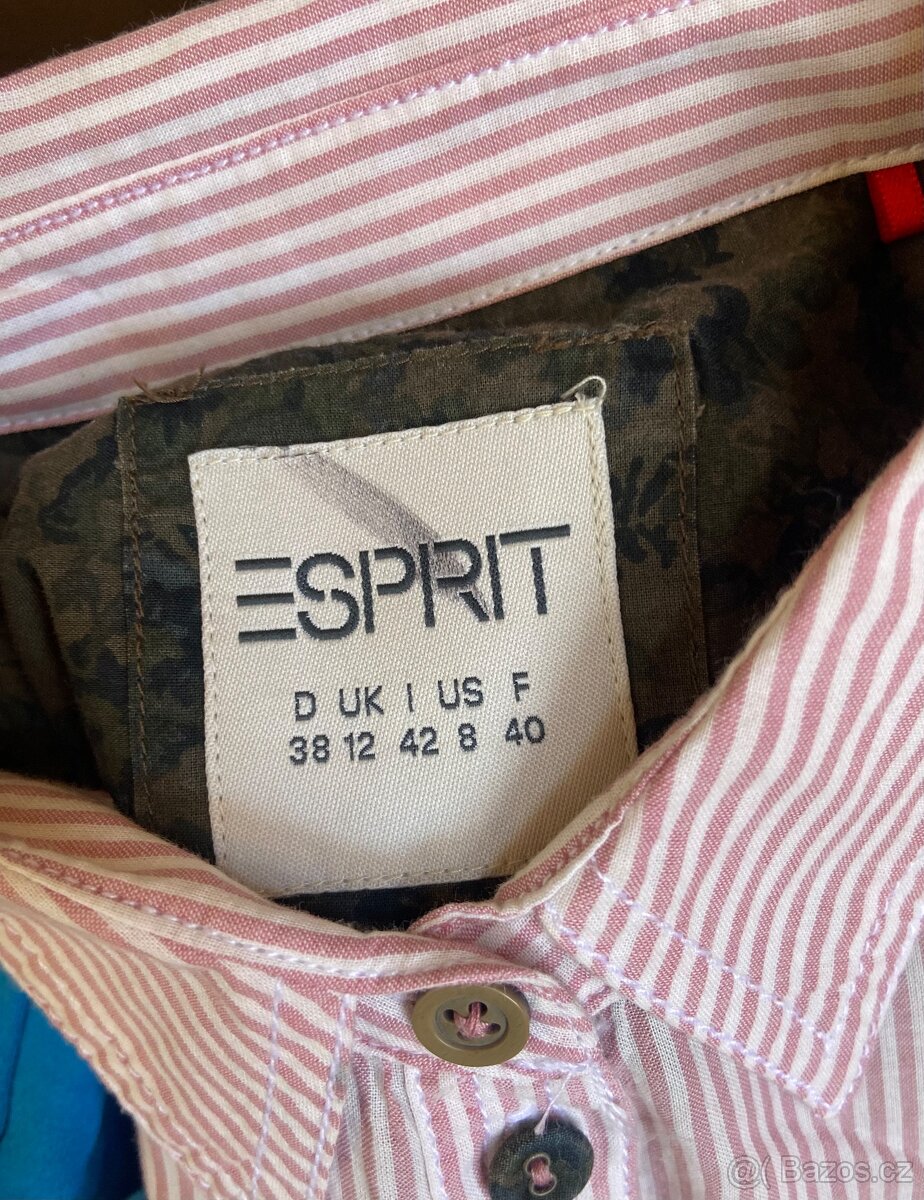 ESPRIT
D UK I US F
38 12 42 8 40
@( Bazos.cz